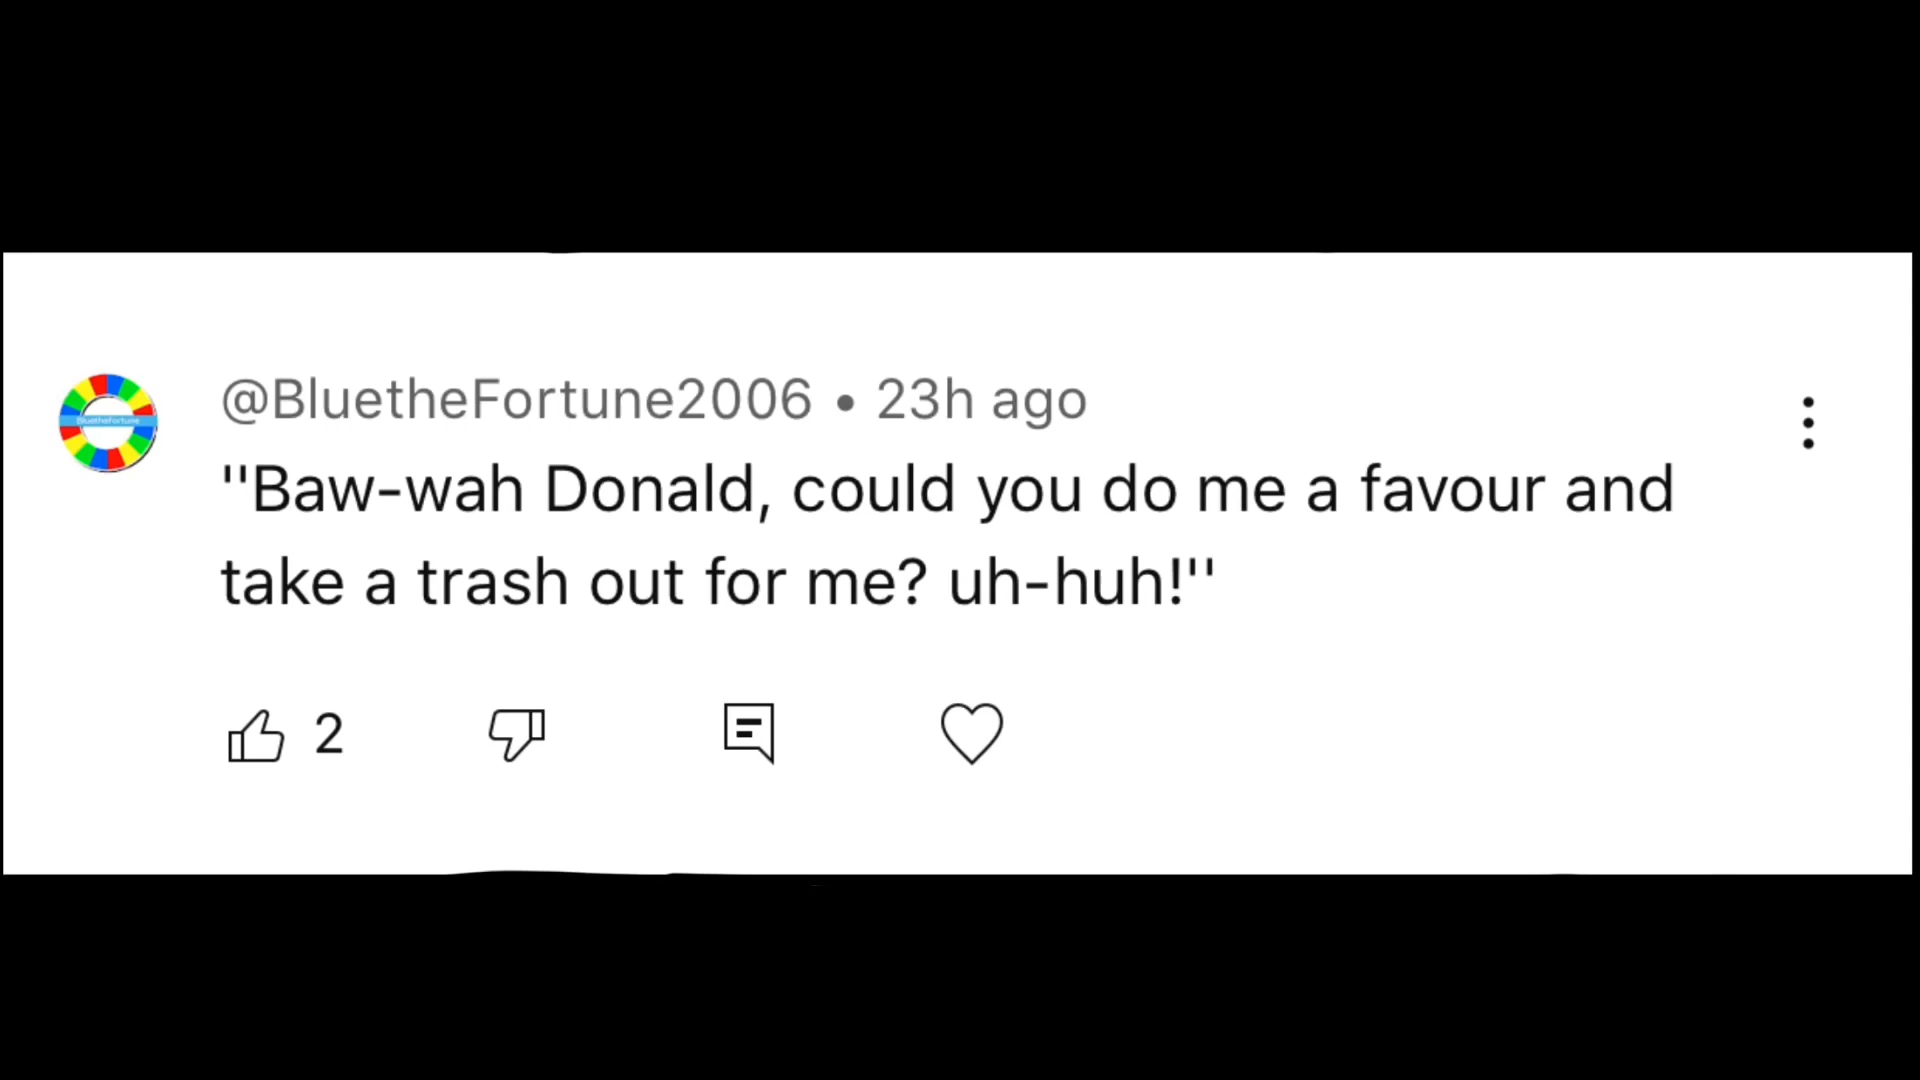 @BluetheFortune2006 • 23h ago
"Baw-wah Donald, could you do me a favour and
take a trash out for me? uh-huh!"
2
BluetheFortune